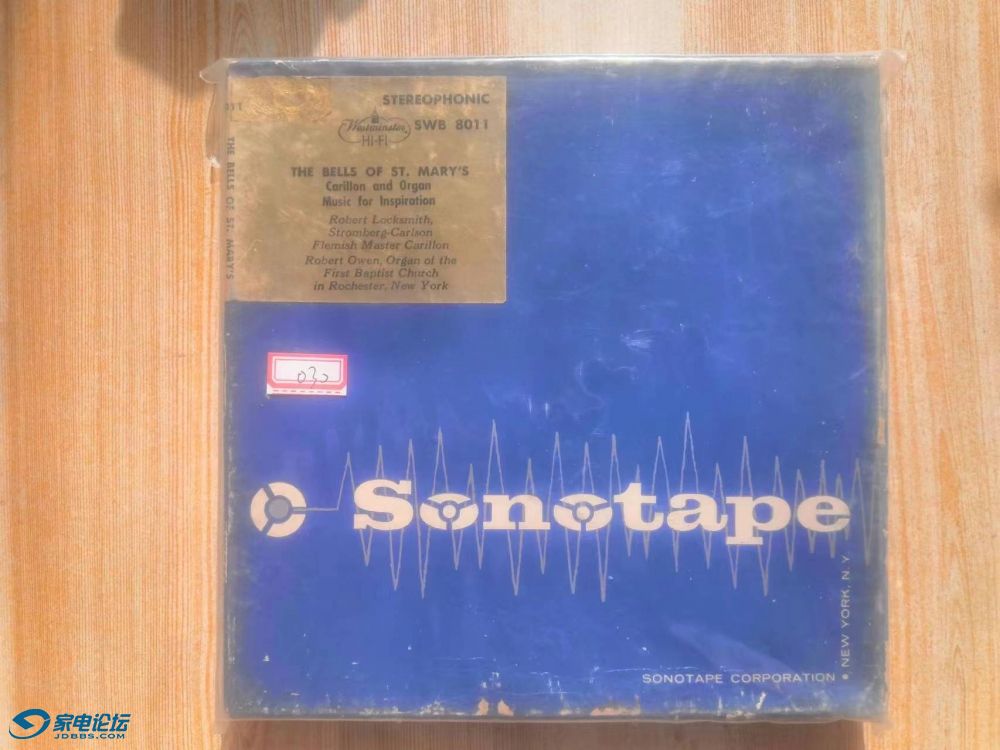 STEREOPHONIC
Westminster
HI-FI
SWB 8011
THE BELLS OF ST. MARY'S
Carillon and Organ
Music for Inspiration
Robert Locksmith,
Stromberg-Carlson
Flemish Master Carillon
Robert Owen, Organ of the
First Baptist Church
in Rochester, New York
THE BELLS OF ST. MARY'S
030
Sonotape
SONOTAPE CORPORATION • NEW YORK, N.Y.
家电论坛
JDBBS.COM